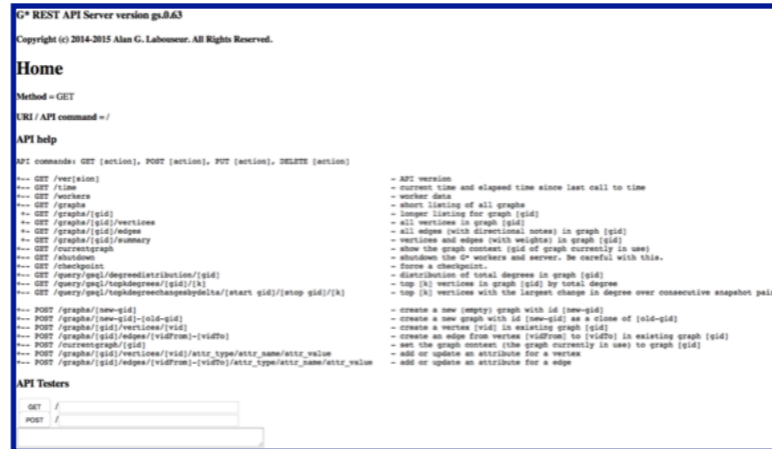 G* REST API Server version gs.0.63
Copyright (c) 2014-2015 Alan G. Labouseur. All Rights Reserved.
Home
Method = GET
URI / API command = /
API help
API commands: GET [action], POST [action], PUT [action], DELETE [action]
+-- GET /ver[sion] - API version
+-- GET /time - current time and elapsed time since last call to time
+-- GET /workers - worker data
+-- GET /graphs - short listing of all graphs
+- GET /graphs/[gid] - longer listing for graph [gid]
+- GET /graphs/[gid]/vertices - all vertices in graph [gid]
+- GET /graphs/[gid]/edges - all edges (with directional notes) in graph [gid]
+- GET /graphs/[gid]/summary - vertices and edges (with weights) in graph [gid]
+-- GET /currentgraph - show the graph context (gid of graph currently in use)
+-- GET /shutdown - shutdown the G* workers and server. Be careful with this.
+-- GET /checkpoint - force a checkpoint.
+-- GET /query/gsql/degreedistribution/[gid] - distribution of total degrees in graph [gid]
+-- GET /query/gsql/topkdegrees/[gid]/[k] - top [k] vertices in graph [gid] by total degree
+-- GET /query/gsql/topkdegreechangesbydelta/[start gid]/[stop gid]/[k] - top [k] vertices with the largest change in degree over consecutive snapshot pai
+-- POST /graphs/[new-gid] - create a new (empty) graph with id [new-gid]
+-- POST /graphs/[new-gid]-[old-gid] - create a new graph with id [new-gid] as a clone of [old-gid]
+-- POST /graphs/[gid]/vertices/[vid] - create a vertex [vid] in existing graph [gid]
+-- POST /graphs/[gid]/edges/[vidFrom]-[vidTo] - create an edge from vertex [vidFrom] to [vidTo] in existing graph [gid]
+-- POST /currentgraph/[gid] - set the graph context (the graph currently in use) to graph [gid]
+-- POST /graphs/[gid]/vertices/[vid]/attr_type/attr_name/attr_value - add or update an attribute for a vertex
+-- POST /graphs/[gid]/edges/[vidFrom]-[vidTo]/attr_type/attr_name/attr_value - add or update an attribute for a edge
API Testers
GET /
POST /